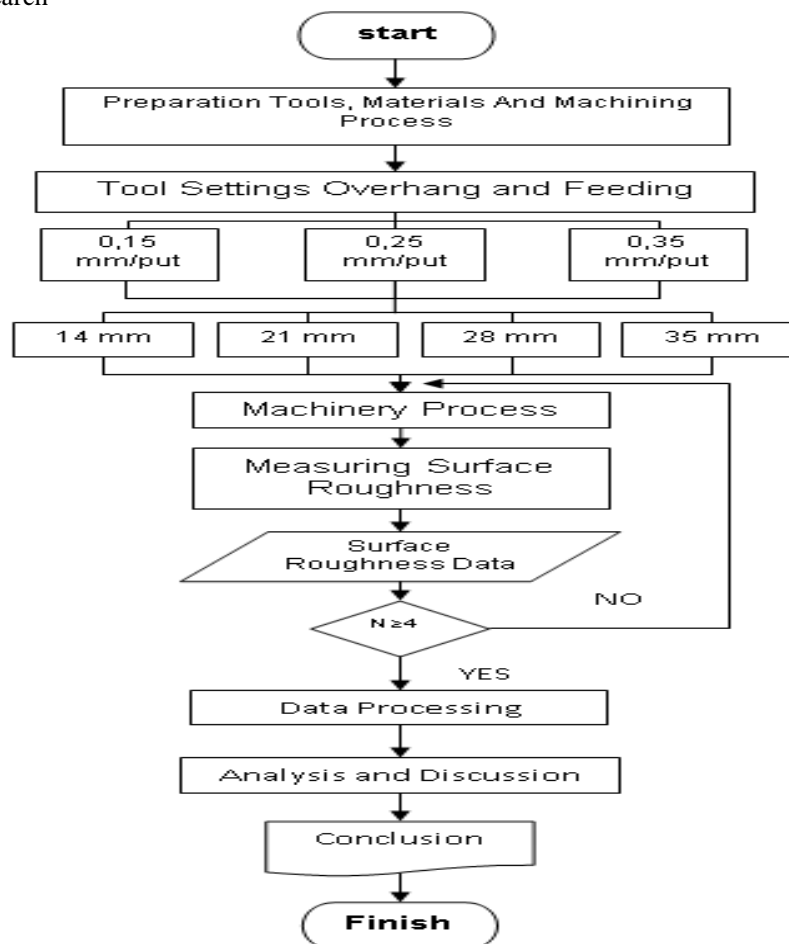 start
Preparation Tools, Materials And Machining
Process
Tool Settings Overhang and Feeding
0,15
mm/put
0,25
mm/put
0,35
mm/put
14 mm
21 mm
28 mm
35 mm
Machinery Process
Measuring Surface
Roughness
Surface
Roughness Data
NO
N ≥4
YES
Data Processing
Analysis and Discussion
Conclusion
Finish